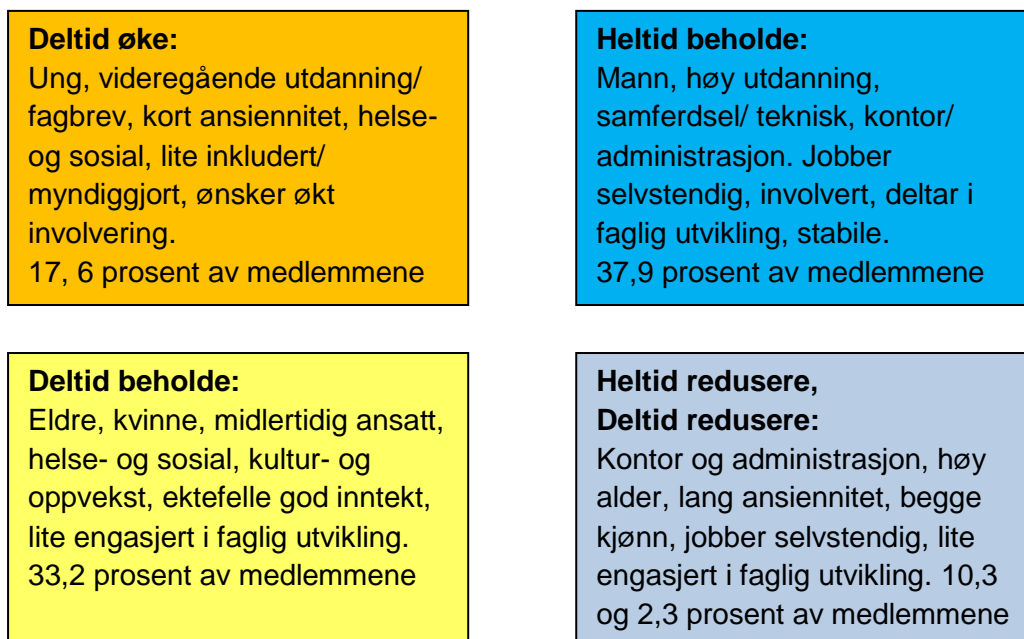 Deltid øke:
Ung, videregående utdanning/
fagbrev, kort ansiennitet, helse-
og sosial, lite inkludert/
myndiggjort, ønsker økt
involvering.
17, 6 prosent av medlemmene
Heltid beholde:
Mann, høy utdanning,
samferdsel/ teknisk, kontor/
administrasjon. Jobber
selvstendig, involvert, deltar i
faglig utvikling, stabile.
37,9 prosent av medlemmene
Deltid beholde:
Eldre, kvinne, midlertidig ansatt,
helse- og sosial, kultur- og
oppvekst, ektefelle god inntekt,
lite engasjert i faglig utvikling.
33,2 prosent av medlemmene
Heltid redusere,
Deltid redusere:
Kontor og administrasjon, høy
alder, lang ansiennitet, begge
kjønn, jobber selvstendig, lite
engasjert i faglig utvikling. 10,3
og 2,3 prosent av medlemmene